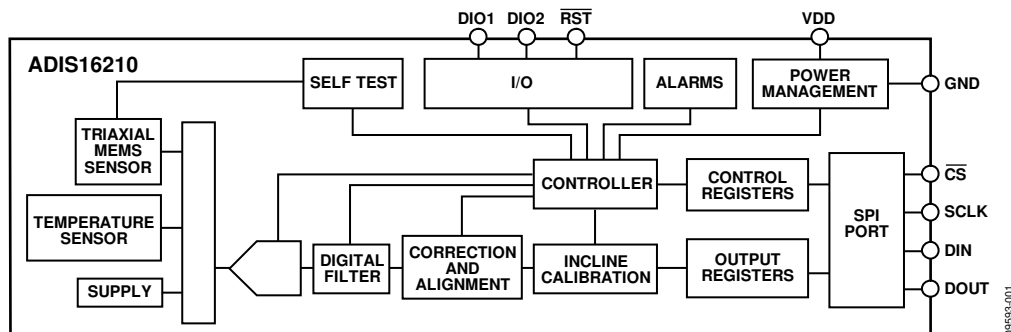 DIO1 DIO2 RST VDD
ADIS16210
SELF TEST
I/O
ALARMS
POWER
MANAGEMENT
GND
TRIAXIAL
MEMS
SENSOR
CONTROLLER
CONTROL
REGISTERS
CS
SCLK
SPI
PORT
TEMPERATURE
SENSOR
DIN
DIGITAL
FILTER
CORRECTION
AND
ALIGNMENT
INCLINE
CALIBRATION
OUTPUT
REGISTERS
SUPPLY
DOUT
09593-001